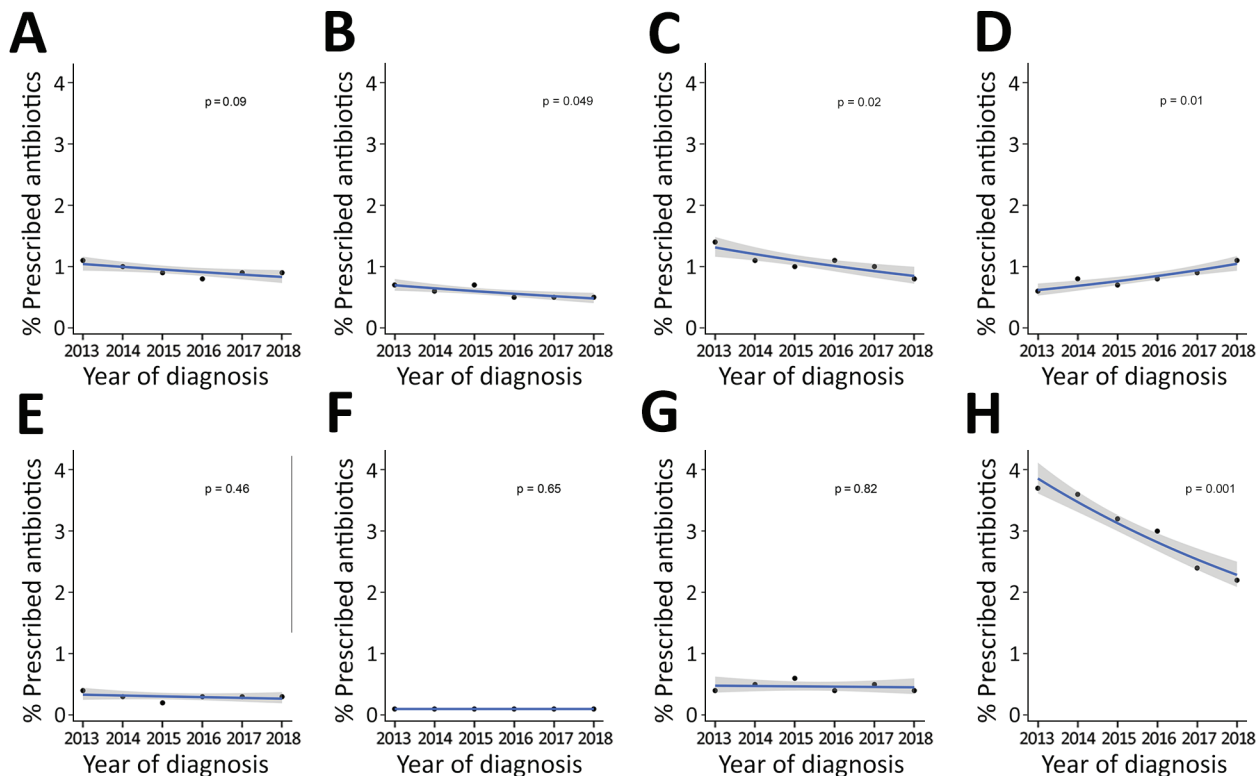 A
% Prescribed antibiotics
4
3
2
1
0
p = 0.09
2013 2014 2015 2016 2017 2018
Year of diagnosis
B
% Prescribed antibiotics
4
3
2
1
0
p = 0.049
2013 2014 2015 2016 2017 2018
Year of diagnosis
C
% Prescribed antibiotics
4
3
2
1
0
p = 0.02
2013 2014 2015 2016 2017 2018
Year of diagnosis
D
% Prescribed antibiotics
4
3
2
1
0
p = 0.01
2013 2014 2015 2016 2017 2018
Year of diagnosis
E
% Prescribed antibiotics
4
3
2
1
0
p = 0.46
2013 2014 2015 2016 2017 2018
Year of diagnosis
F
% Prescribed antibiotics
4
3
2
1
0
p = 0.65
2013 2014 2015 2016 2017 2018
Year of diagnosis
G
% Prescribed antibiotics
4
3
2
1
0
p = 0.82
2013 2014 2015 2016 2017 2018
Year of diagnosis
H
% Prescribed antibiotics
4
3
2
1
0
p = 0.001
2013 2014 2015 2016 2017 2018
Year of diagnosis